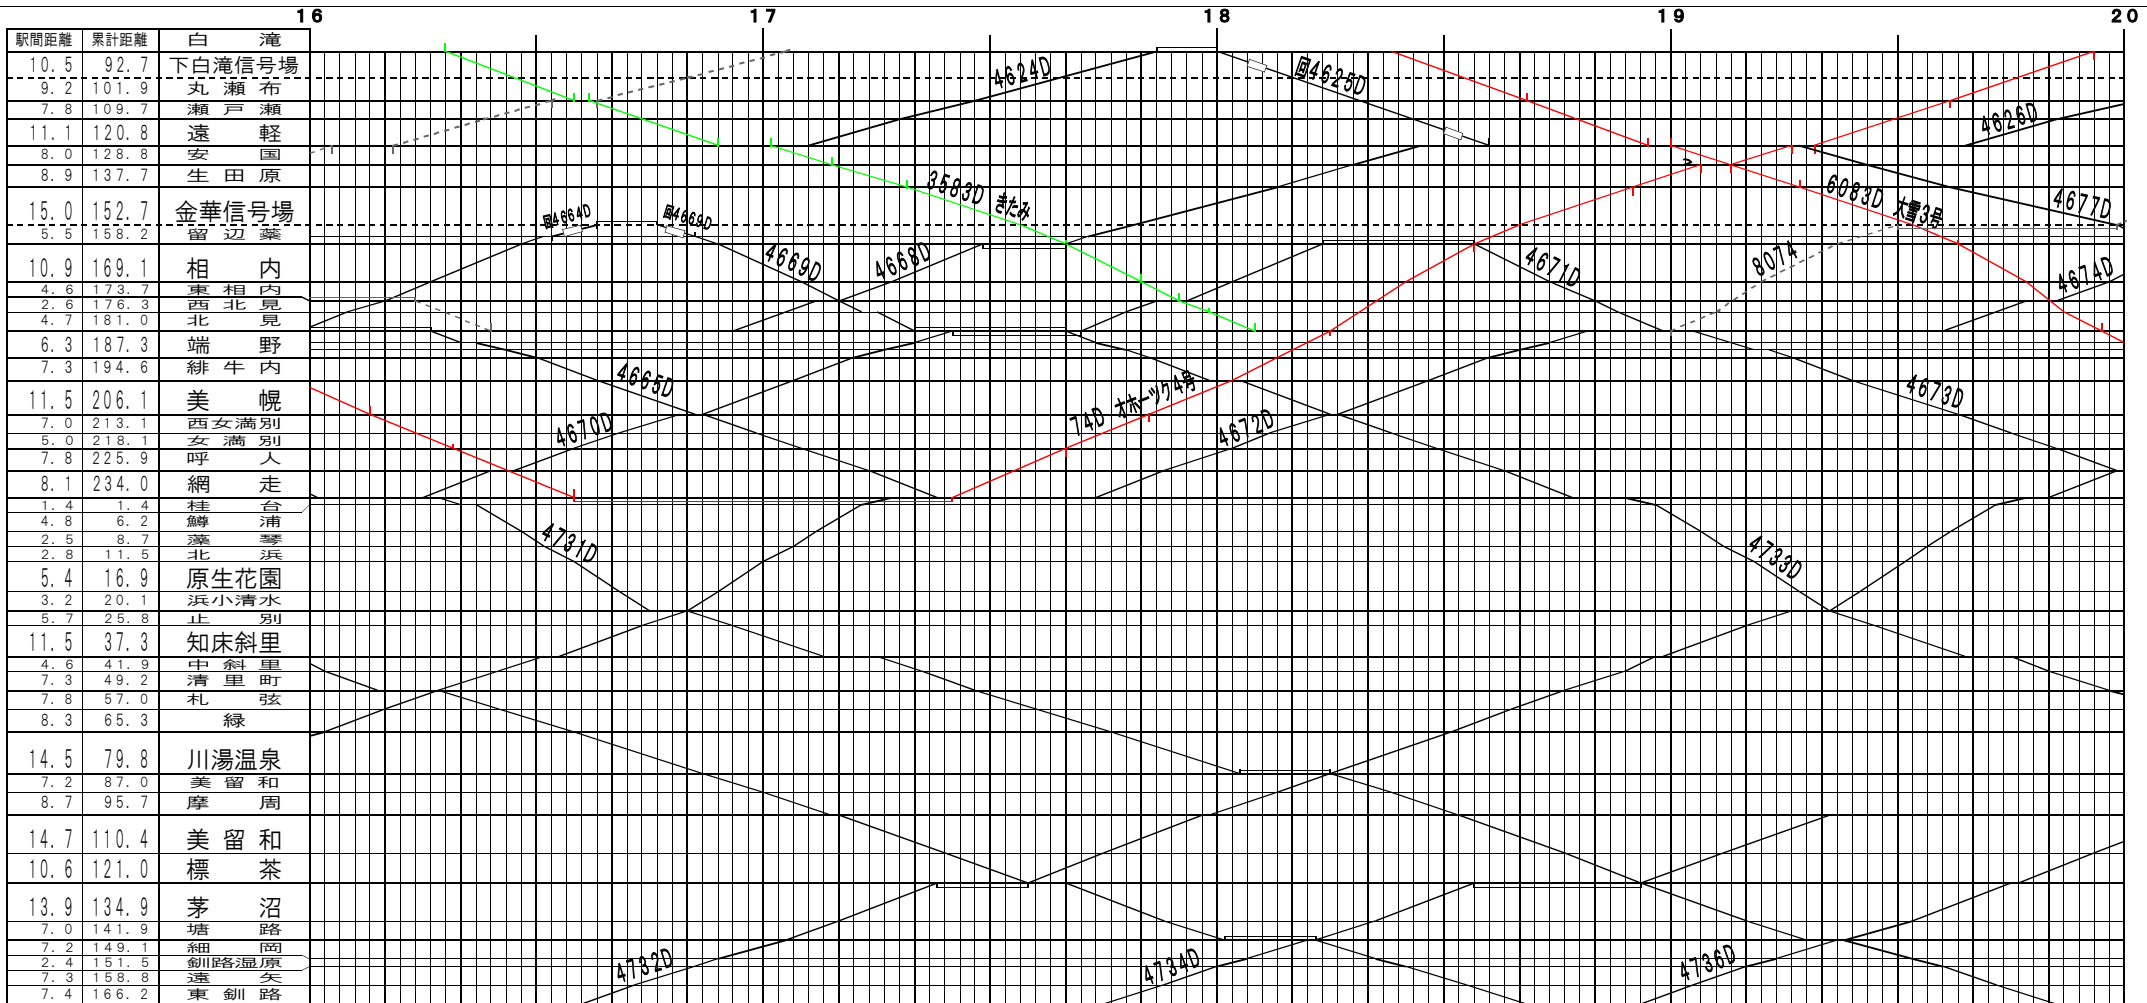 16 17 18 19 20
駅間距離 累計距離 白滝
10.5 92.7 下白滝信号場
9.2 101.9 丸瀬布
7.8 109.7 瀬戸瀬
11.1 120.8 遠軽
8.0 128.8 安国
8.9 137.7 生田原
15.0 152.7 金華信号場
5.5 158.2 留辺蘂
10.9 169.1 相内
4.6 173.7 東相内
2.6 176.3 西北見
4.7 181.0 北見
6.3 187.3 端野
7.3 194.6 緋牛内
11.5 206.1 美幌
7.0 213.1 西女満別
5.0 218.1 女満別
7.8 225.9 呼人
8.1 234.0 網走
1.4 1.4 桂台
4.8 6.2 鱒浦
2.5 8.7 藻琴
2.8 11.5 北浜
5.4 16.9 原生花園
3.2 20.1 浜小清水
5.7 25.8 止別
11.5 37.3 知床斜里
4.6 41.9 中斜里
7.3 49.2 清里町
7.8 57.0 札弦
8.3 65.3 緑
14.5 79.8 川湯温泉
7.2 87.0 美留和
8.7 95.7 摩周
14.7 110.4 美留和
10.6 121.0 標茶
13.9 134.9 茅沼
7.0 141.9 塘路
7.2 149.1 細岡
2.4 151.5 釧路湿原
7.3 158.8 遠矢
7.4 166.2 東釧路
4624D
回4625D
4626D
3583D きたみ
6083D 大雪3号
4677D
回4664D
回4669D
4669D
4668D
4671D
8074
4674D
4665D
4670D
74D オホーツク4号
4672D
4673D
4731D
4733D
4732D
4734D
4736D